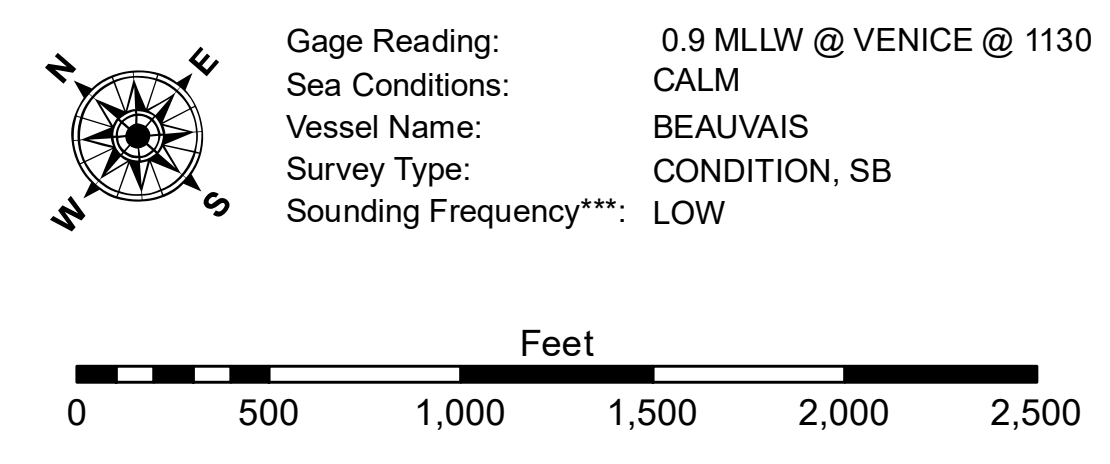 N E
W S
Gage Reading: 0.9 MLLW @ VENICE @ 1130
Sea Conditions: CALM
Vessel Name: BEAUVAIS
Survey Type: CONDITION, SB
Sounding Frequency***: LOW
Feet
0 500 1,000 1,500 2,000 2,500